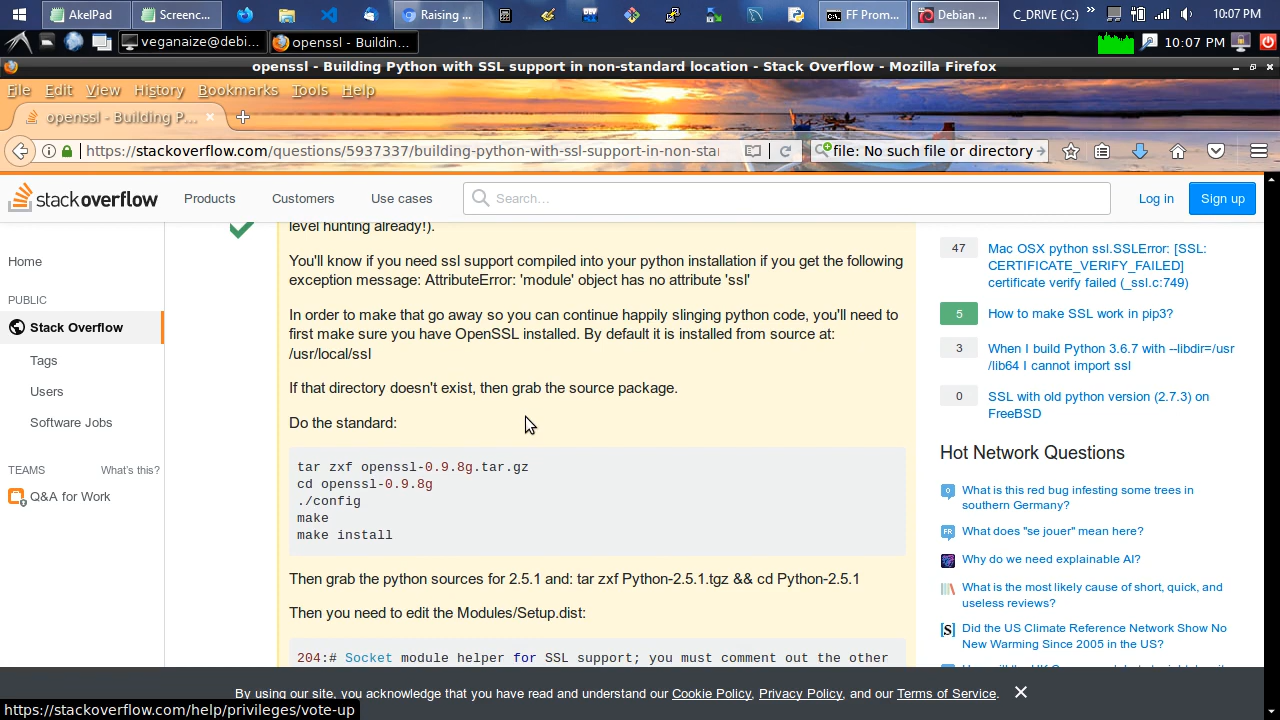 AkelPad
Screenc...
Raising ...
FF Prom...
Debian ...
C_DRIVE (C:)
10:07 PM
veganaize@debi...
openssl - Buildin...
10:07 PM
openssl - Building Python with SSL support in non-standard location - Stack Overflow - Mozilla Firefox
File Edit View History Bookmarks Tools Help
openssl - Building P...
https://stackoverflow.com/questions/5937337/building-python-with-ssl-support-in-non-star
file: No such file or directory
stackoverflow
Products
Customers
Use cases
Search...
Log in
Sign up
Home
PUBLIC
Stack Overflow
Tags
Users
Software Jobs
TEAMS
What's this?
Q&A for Work
level hunting already!).
You'll know if you need ssl support compiled into your python installation if you get the following
exception message: AttributeError: 'module' object has no attribute 'ssl'
In order to make that go away so you can continue happily slinging python code, you'll need to
first make sure you have OpenSSL installed. By default it is installed from source at:
/usr/local/ssl
If that directory doesn't exist, then grab the source package.
Do the standard:
tar zxf openssl-0.9.8g.tar.gz
cd openssl-0.9.8g
./config
make
make install
Then grab the python sources for 2.5.1 and: tar zxf Python-2.5.1.tgz && cd Python-2.5.1
Then you need to edit the Modules/Setup.dist:
204:# Socket module helper for SSL support; you must comment out the other
47
Mac OSX python ssl.SSLError: [SSL:
CERTIFICATE_VERIFY_FAILED]
certificate verify failed (_ssl.c:749)
5
How to make SSL work in pip3?
3
When I build Python 3.6.7 with --libdir=/usr
/lib64 I cannot import ssl
0
SSL with old python version (2.7.3) on
FreeBSD
Hot Network Questions
What is this red bug infesting some trees in
southern Germany?
FR
What does "se jouer" mean here?
Why do we need explainable AI?
What is the most likely cause of short, quick, and
useless reviews?
Did the US Climate Reference Network Show No
New Warming Since 2005 in the US?
By using our site, you acknowledge that you have read and understand our Cookie Policy, Privacy Policy, and our Terms of Service.
https://stackoverflow.com/help/privileges/vote-up